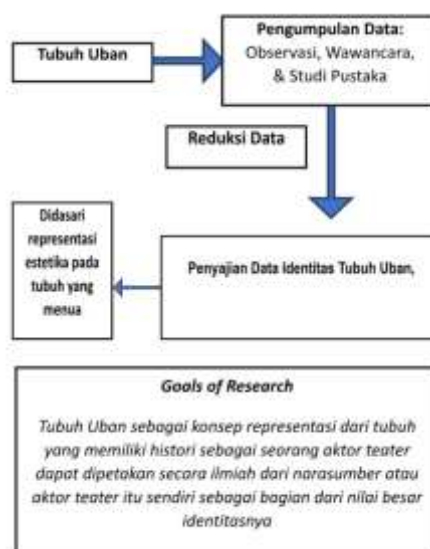 Tubuh Uban
Pengumpulan Data:
Observasi, Wawancara,
& Studi Pustaka
Reduksi Data
Didasari
representasi
estetika pada
tubuh yang
menua
Penyajian Data Identitas Tubuh Uban,
Goals of Research
Tubuh Uban sebagai konsep representasi dari tubuh
yang memiliki histori sebagai seorang aktor teater
dapat dipetakan secara ilmiah dari narasumber atau
aktor teater itu sendiri sebagai bagian dari nilai besar
identitasnya